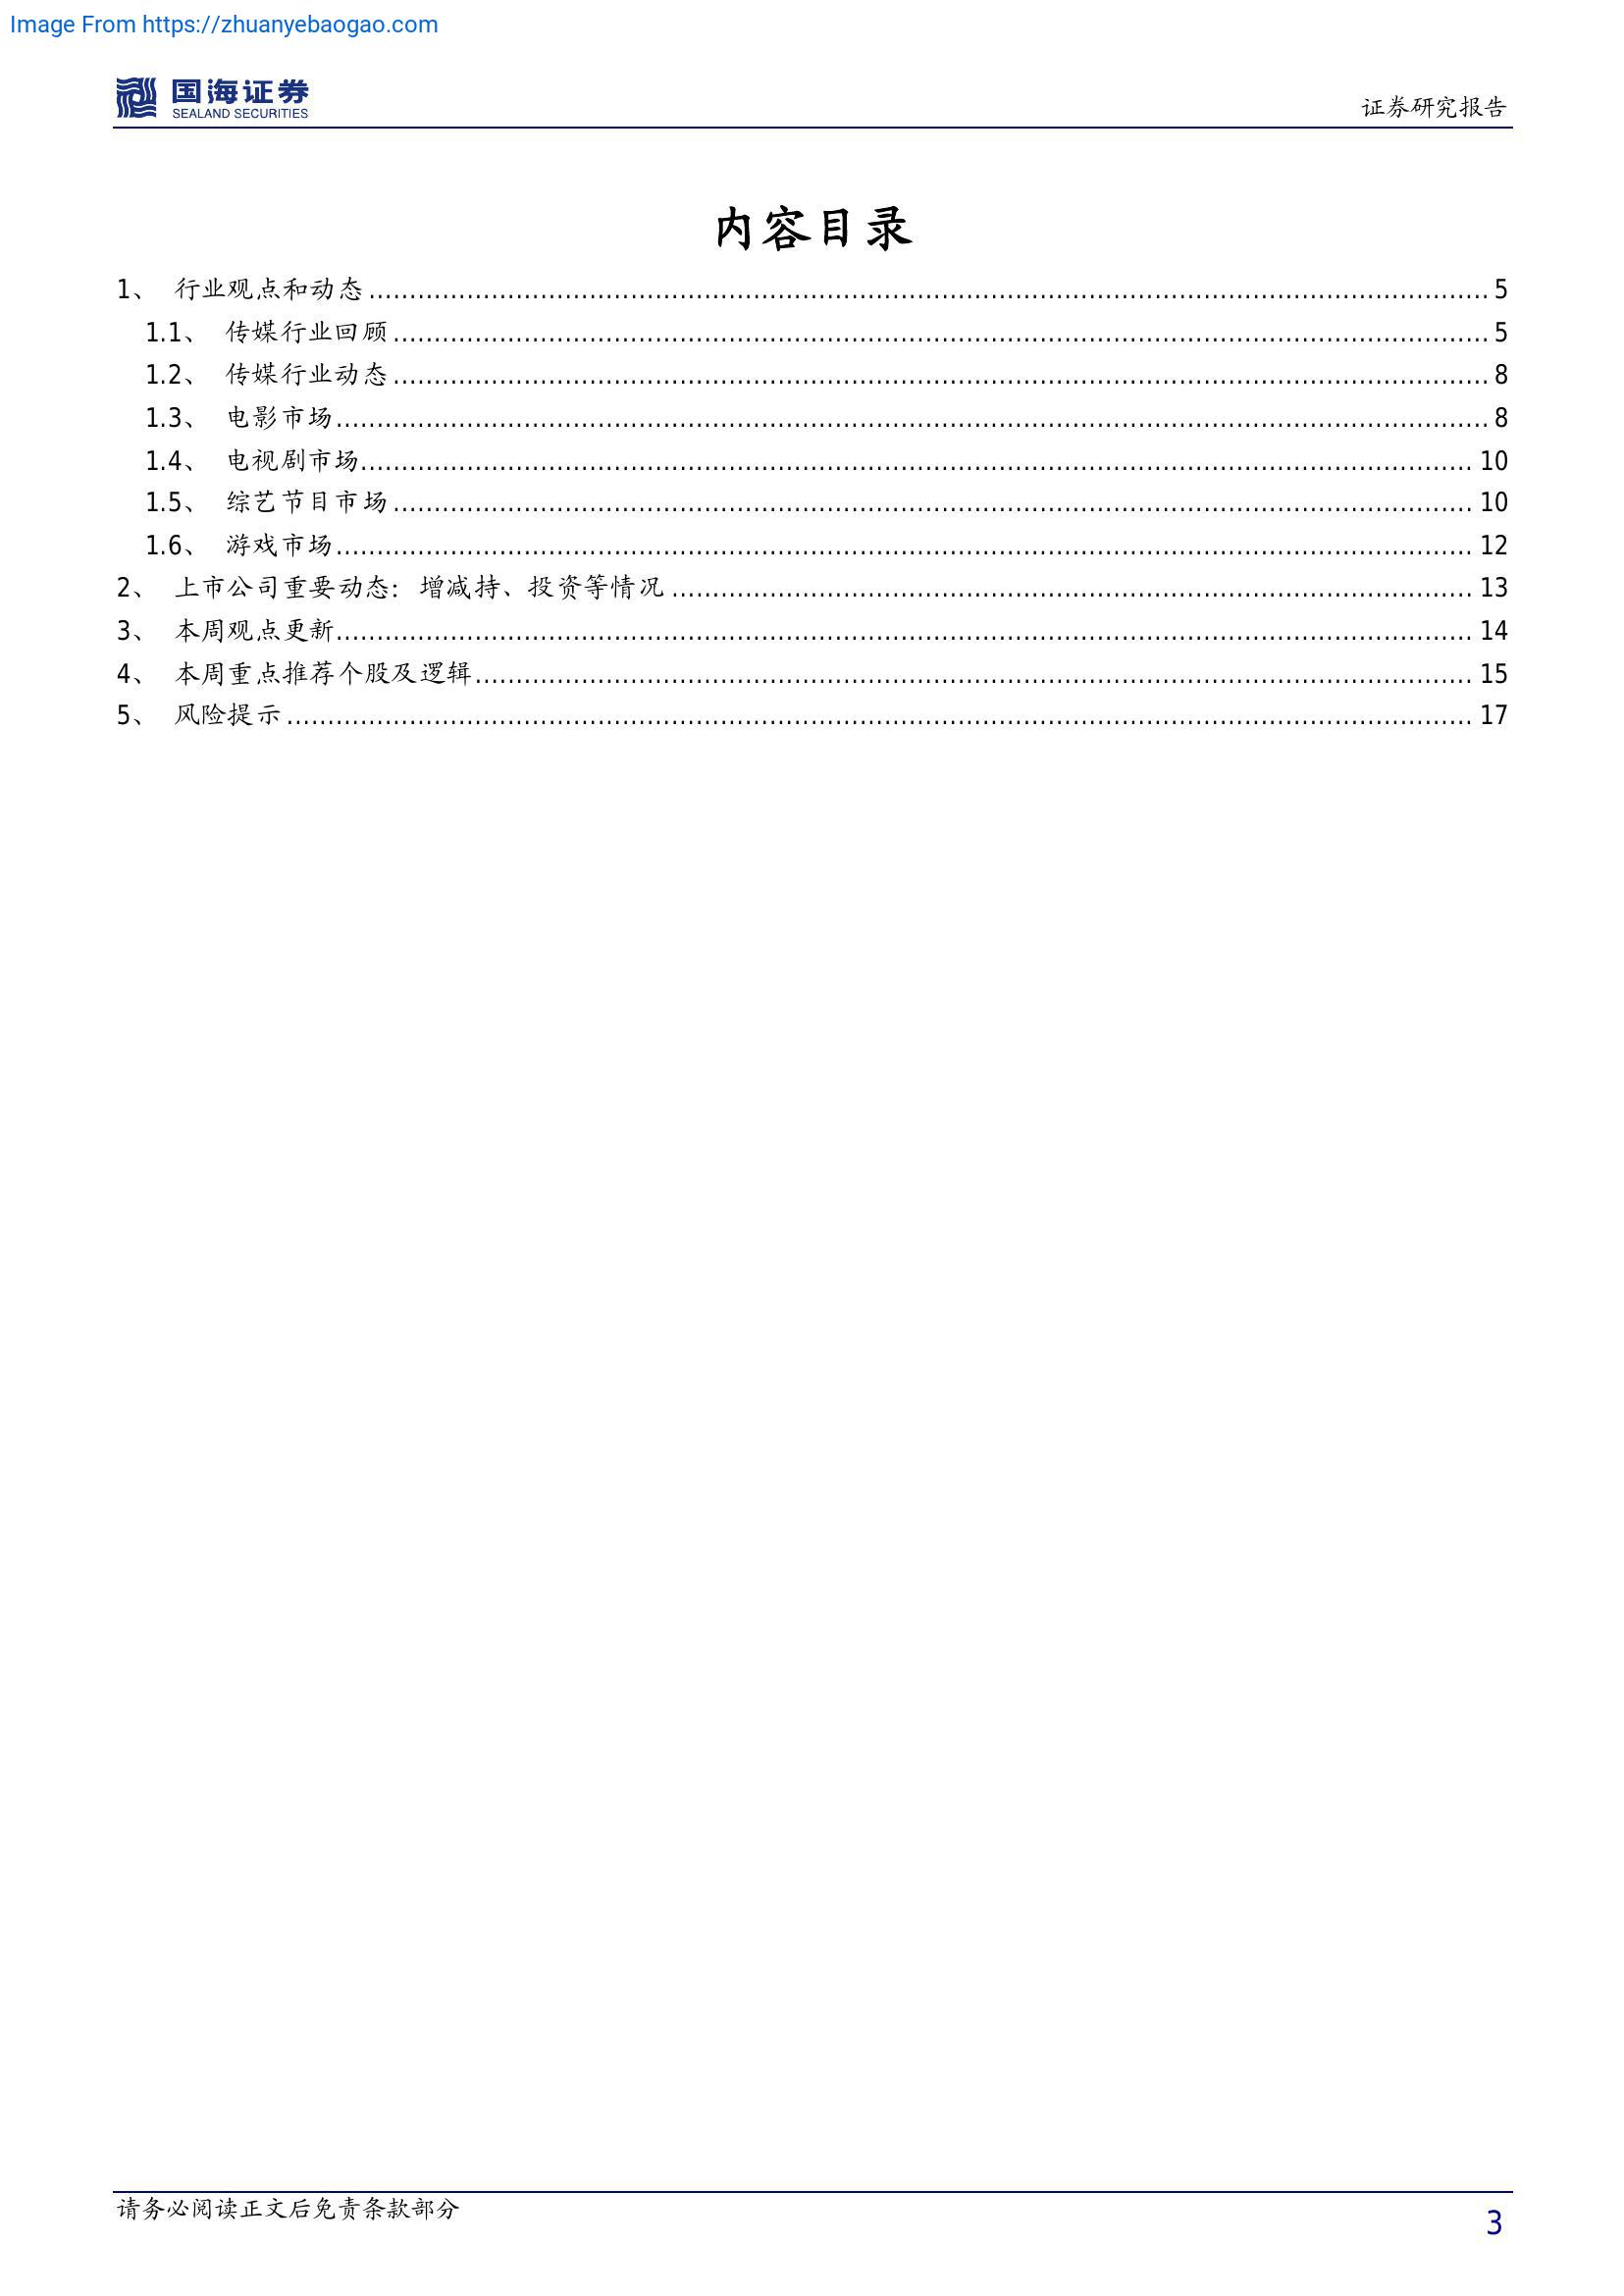 Image From https://zhuanyebaogao.com
国海证券
SEALAND SECURITIES
证券研究报告
内容目录
1、 行业观点和动态 ........ 5
1.1、 传媒行业回顾 ........ 5
1.2、 传媒行业动态 ........ 8
1.3、 电影市场 ........ 8
1.4、 电视剧市场 ........ 10
1.5、 综艺节目市场 ........ 10
1.6、 游戏市场 ........ 12
2、 上市公司重要动态：增减持、投资等情况 ........ 13
3、 本周观点更新 ........ 14
4、 本周重点推荐个股及逻辑 ........ 15
5、 风险提示 ........ 17
请务必阅读正文后免责条款部分
3